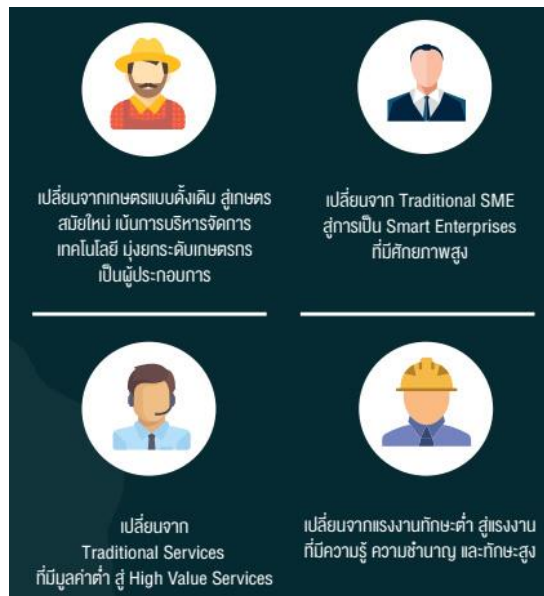 เปลี่ยนจากเกษตรแบบดั้งเดิม สู่เกษตร
สมัยใหม่ เน้นการบริหารจัดการ
เทคโนโลยี มุ่งยกระดับเกษตรกร
เป็นผู้ประกอบการ
เปลี่ยนจาก Traditional SME
สู่การเป็น Smart Enterprises
ที่มีศักยภาพสูง
เปลี่ยนจาก
Traditional Services
ที่มีมูลค่าต่ำ สู่ High Value Services
เปลี่ยนจากแรงงานทักษะต่ำ สู่แรงงาน
ที่มีความรู้ ความชำนาญ และทักษะสูง